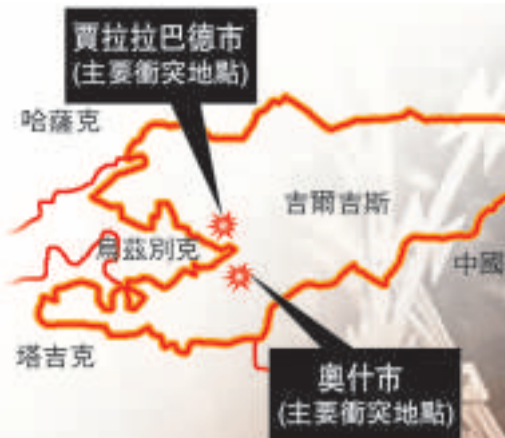 賈拉拉巴德市
(主要衝突地點)
哈薩克
吉爾吉斯
烏茲別克
中國
塔吉克
奧什市
(主要衝突地點)